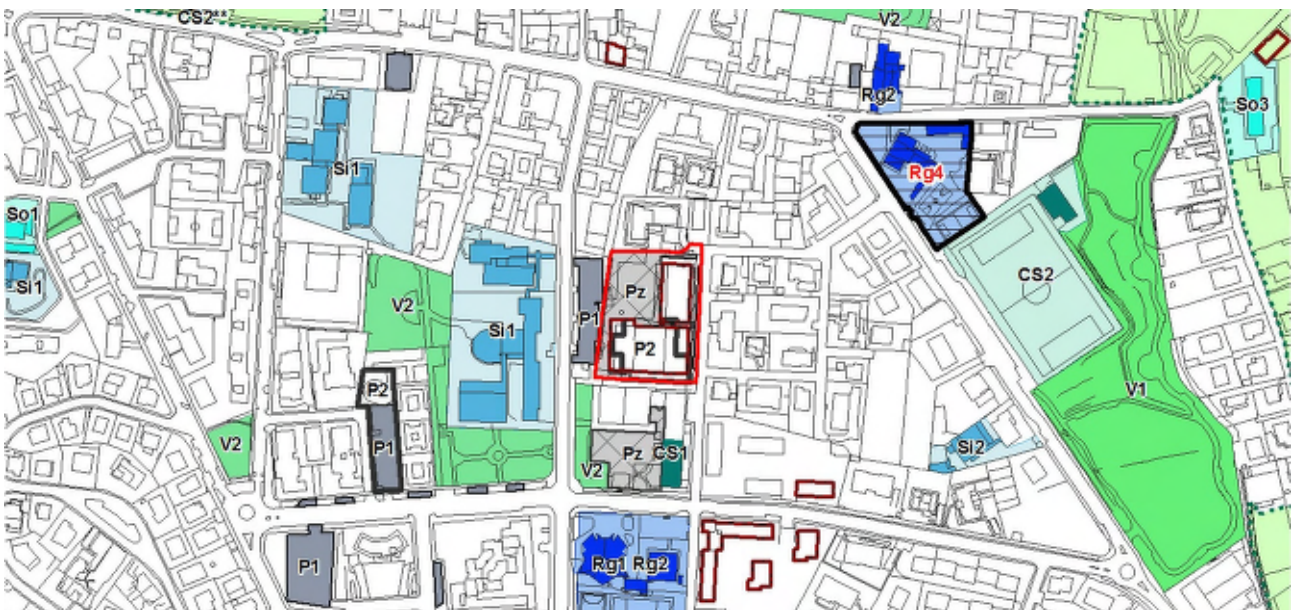 CS2**
V2
Rg2
So3
Si1
Rg4
So1
Si1
CS2
V2
Si1
P1
Pz
P2
V1
P2
P1
V2
V2
Pz
CS1
Si2
P1
Rg1
Rg2